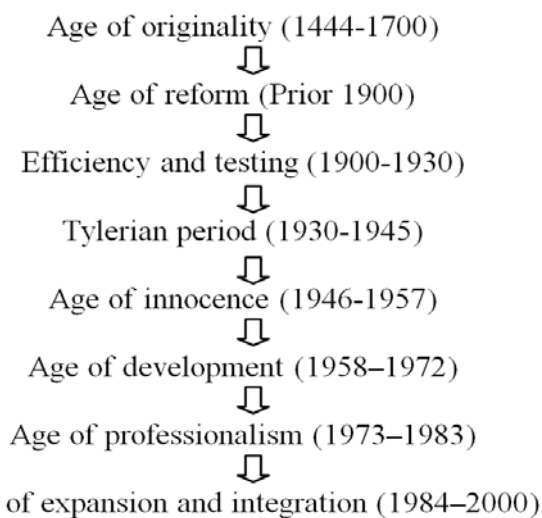 Age of originality (1444-1700)
Age of reform (Prior 1900)
Efficiency and testing (1900-1930)
Tylerian period (1930-1945)
Age of innocence (1946-1957)
Age of development (1958–1972)
Age of professionalism (1973–1983)
of expansion and integration (1984–2000)